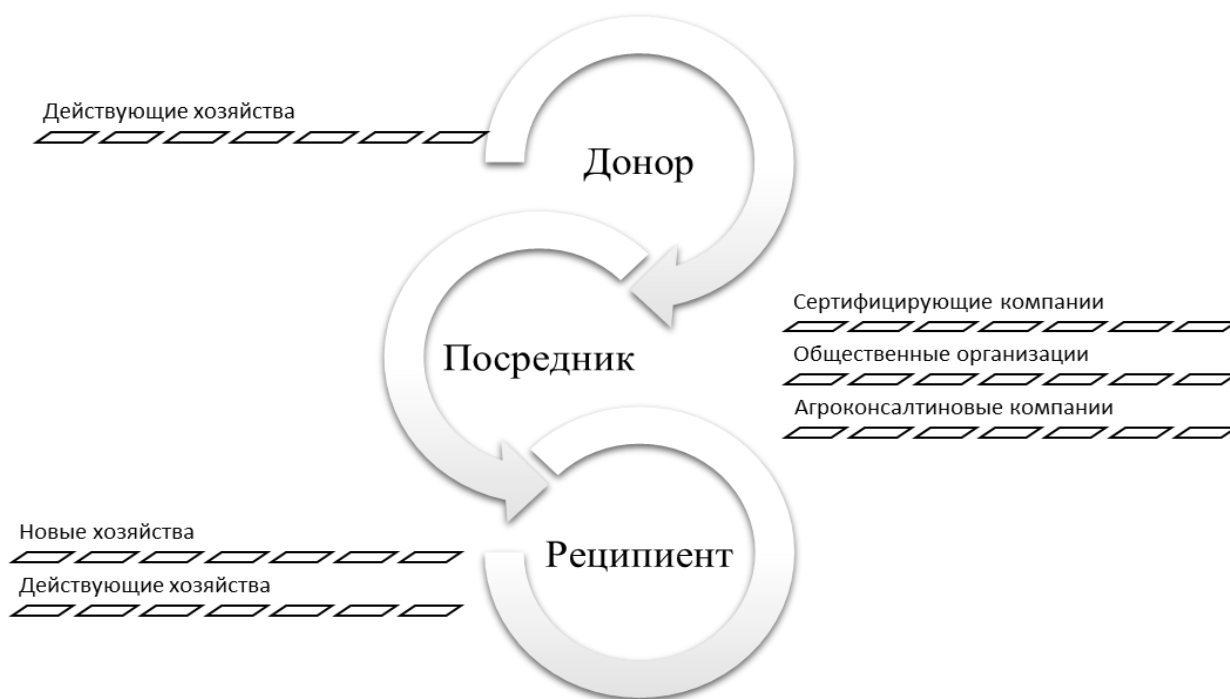 Действующие хозяйства
Донор
Сертифицирующие компании
Общественные организации
Посредник
Агроконсалтиновые компании
Новые хозяйства
Реципиент
Действующие хозяйства